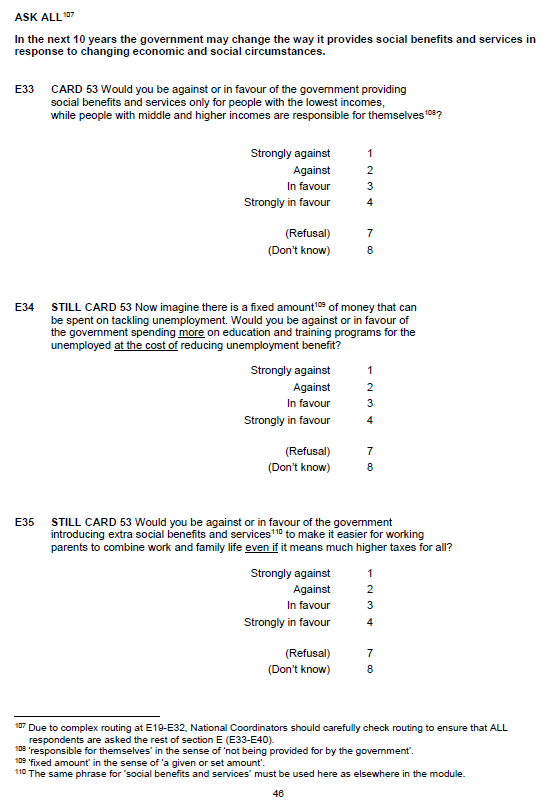 ASK ALL¹⁰⁷
In the next 10 years the government may change the way it provides social benefits and services in
response to changing economic and social circumstances.
E33 CARD 53 Would you be against or in favour of the government providing
social benefits and services only for people with the lowest incomes,
while people with middle and higher incomes are responsible for themselves¹⁰⁸?
Strongly against 1
Against 2
In favour 3
Strongly in favour 4
(Refusal) 7
(Don't know) 8
E34 STILL CARD 53 Now imagine there is a fixed amount¹⁰⁹ of money that can
be spent on tackling unemployment. Would you be against or in favour of
the government spending more on education and training programs for the
unemployed at the cost of reducing unemployment benefit?
Strongly against 1
Against 2
In favour 3
Strongly in favour 4
(Refusal) 7
(Don't know) 8
E35 STILL CARD 53 Would you be against or in favour of the government
introducing extra social benefits and services¹¹⁰ to make it easier for working
parents to combine work and family life even if it means much higher taxes for all?
Strongly against 1
Against 2
In favour 3
Strongly in favour 4
(Refusal) 7
(Don't know) 8
¹⁰⁷ Due to complex routing at E19-E32, National Coordinators should carefully check routing to ensure that ALL
respondents are asked the rest of section E (E33-E40).
¹⁰⁸ 'responsible for themselves' in the sense of 'not being provided for by the government'.
¹⁰⁹ 'fixed amount' in the sense of 'a given or set amount'.
¹¹⁰ The same phrase for 'social benefits and services' must be used here as elsewhere in the module.
46